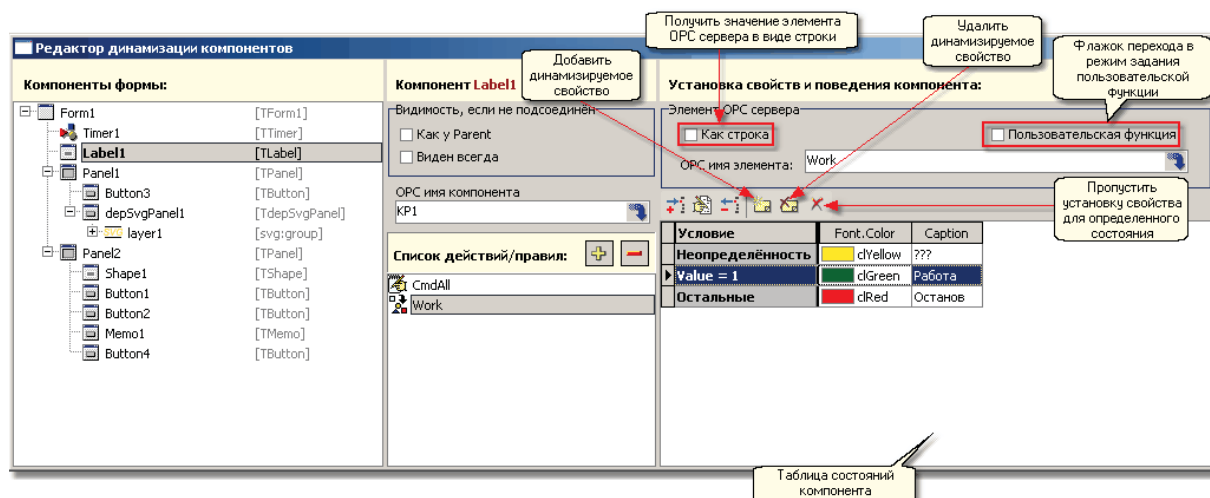 Получить значение элемента
OPC сервера в виде строки
Удалить
динамизируемое
свойство
Флажок перехода в
режим задания
пользовательской
функции
Добавить
динамизируемое
свойство
Редактор динамизации компонентов
Компоненты формы:
Form1 [TForm1]
Timer1 [TTimer]
Label1 [TLabel]
Panel1 [TPanel]
Button3 [TButton]
depSvgPanel1 [TdepSvgPanel]
svg layer1 [svg:group]
Panel2 [TPanel]
Shape1 [TShape]
Button1 [TButton]
Button2 [TButton]
Memo1 [TMemo]
Button4 [TButton]
Компонент Label1
Видимость, если не подсоединён
Как у Parent
Виден всегда
OPC имя компонента
KP1
Список действий/правил:
CmdAll
Work
Установка свойств и поведения компонента:
Элемент OPC сервера
Как строка
Пользовательская функция
OPC имя элемента: Work
Пропустить
установку свойства
для определенного
состояния
Условие Font.Color Caption
Неопределённость clYellow ???
Value = 1 clGreen Работа
Остальные clRed Останов
Таблица состояний
компонента